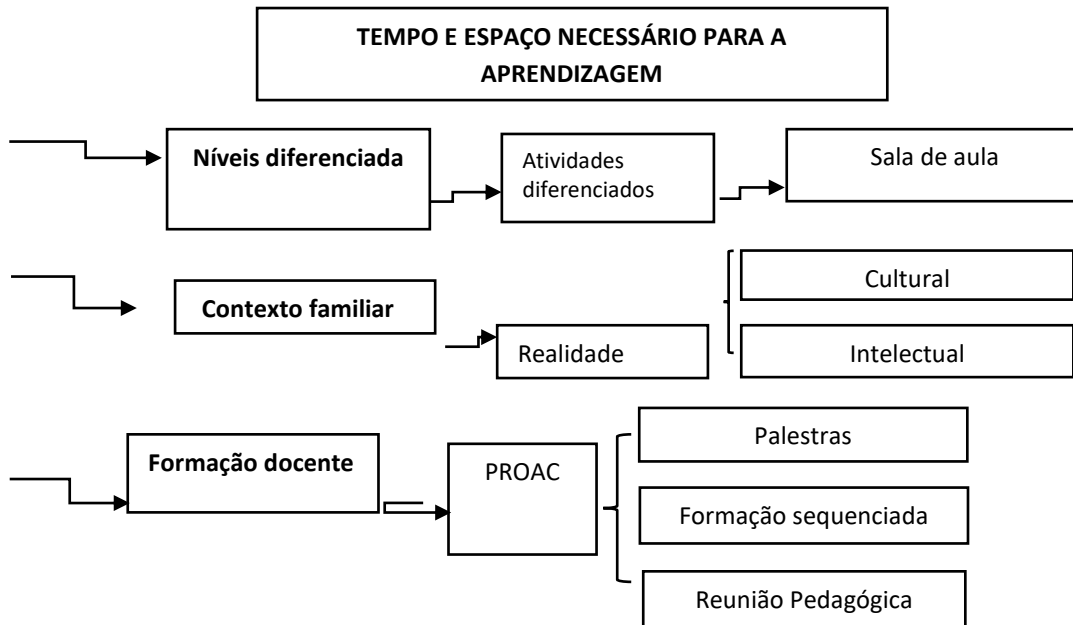 TEMPO E ESPAÇO NECESSÁRIO PARA A
APRENDIZAGEM
Níveis diferenciada
Atividades
diferenciados
Sala de aula
Contexto familiar
Realidade
Cultural
Intelectual
Formação docente
PROAC
Palestras
Formação sequenciada
Reunião Pedagógica